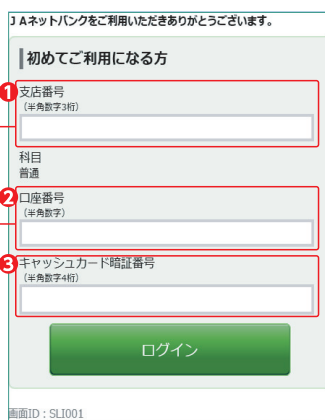 JAネットバンクをご利用いただきありがとうございます。
初めてご利用になる方
❶支店番号
(半角数字3桁)
科目
普通
❷口座番号
(半角数字)
❸キャッシュカード暗証番号
(半角数字4桁)
ログイン
画面ID：SLI001